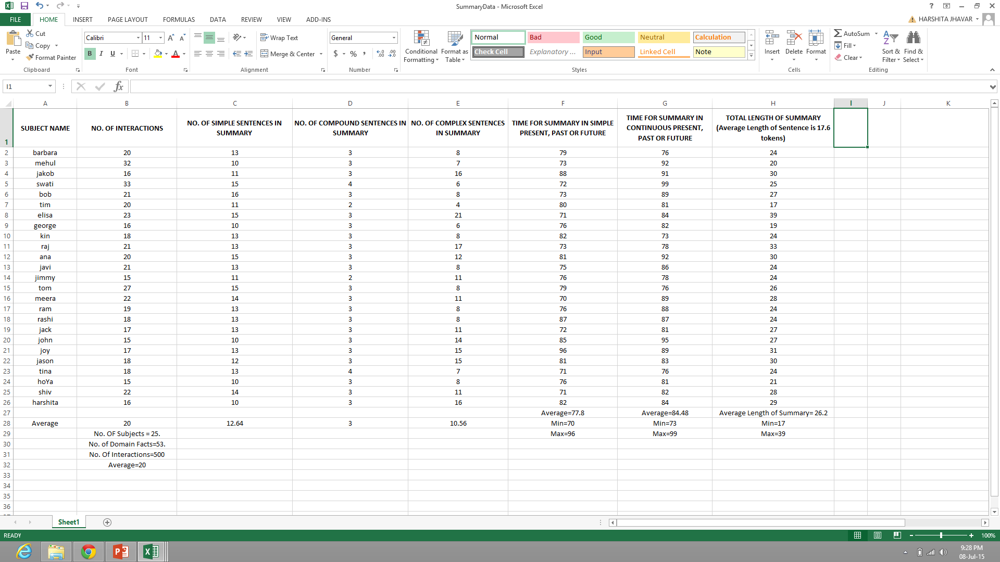 SummaryData - Microsoft Excel
FILE HOME INSERT PAGE LAYOUT FORMULAS DATA REVIEW VIEW ADD-INS HARSHITA JHAVAR
Cut
Copy
Format Painter
Paste
Clipboard
Calibri 11
B I U
Font
Wrap Text
Merge & Center
Alignment
General
$ % ,
Number
Conditional Formatting
Format as Table
Normal Bad Good Neutral Calculation
Check Cell Explanatory ... Input Linked Cell Note
Styles
Insert Delete Format
Cells
AutoSum
Fill
Clear
Sort & Filter
Find & Select
Editing
I1 fx
A B C D E F G H I J K
1 SUBJECT NAME NO. OF INTERACTIONS NO. OF SIMPLE SENTENCES IN SUMMARY NO. OF COMPOUND SENTENCES IN SUMMARY NO. OF COMPLEX SENTENCES IN SUMMARY TIME FOR SUMMARY IN SIMPLE PRESENT, PAST OR FUTURE TIME FOR SUMMARY IN CONTINUOUS PRESENT, PAST OR FUTURE TOTAL LENGTH OF SUMMARY (Average Length of Sentence is 17.6 tokens)
2 barbara 20 13 3 8 79 76 24
3 mehul 32 10 3 7 73 92 20
4 jakob 16 11 3 16 88 91 30
5 swati 33 15 4 6 72 99 25
6 bob 21 16 3 8 73 89 27
7 tim 20 11 2 4 80 81 17
8 elisa 23 15 3 21 71 84 39
9 george 16 10 3 6 76 82 19
10 kin 18 13 3 8 82 73 24
11 raj 21 13 3 17 73 78 33
12 ana 20 15 3 12 81 92 30
13 javi 21 13 3 8 75 86 24
14 jimmy 15 11 2 11 76 78 24
15 tom 27 15 3 8 79 76 26
16 meera 22 14 3 11 70 89 28
17 ram 19 13 3 8 76 88 24
18 rashi 18 13 3 8 87 87 24
19 jack 17 13 3 11 72 81 27
20 john 15 10 3 14 85 95 27
21 joy 17 13 3 15 96 89 31
22 jason 18 12 3 15 81 83 30
23 tina 18 13 4 7 71 76 24
24 hoYa 15 10 3 8 76 81 21
25 shiv 22 14 3 11 71 82 28
26 harshita 16 10 3 16 82 84 29
27 Average=77.8 Average=84.48 Average Length of Summary= 26.2
28 Average 20 12.64 3 10.56 Min=70 Min=73 Min=17
29 No. OF Subjects = 25. Max=96 Max=99 Max=39
30 No. of Domain Facts=53.
31 No. Of Interactions=500
32 Average=20
33
34
35
36
Sheet1
READY 100%
9:28 PM
08-Jul-15